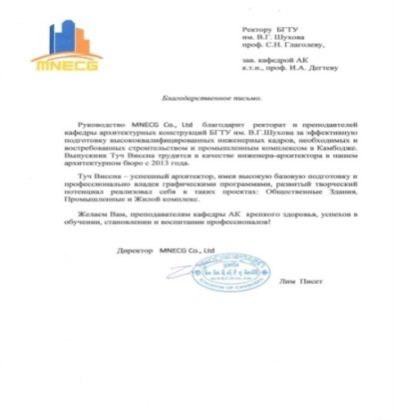 MNECG
Ректору БГТУ
им. В.Г. Шухова
проф. С.Н. Глаголеву,
зав. кафедрой АК
к.т.н., проф. И.А. Дегтеву
Благодарственное письмо.
Руководство MNECG Co., Ltd благодарит ректорат и преподателей
кафедры архитектурных конструкций БГТУ им. В.Г.Шухова за эффективную
подготовку высококвалифицированных инженерных кадров, необходимых и
востребованных строительством и промышленным комплексом в Камбодже.
Выпускник Туч Висена трудится в качестве инженера-архитектора в нашем
архитектурном бюро с 2013 года.
Туч Висена – успешный архитектор, имея высокую базовую подготовку и
профессионально владея графическими программами, развитый творческий
потенциал реализовал себя в таких проектах: Общественные Здания,
Промышленные и Жилой комплекс.
Желаем Вам, преподателям кафедры АК крепкого здоровья, успехов в
обучении, становлении и воспитании профессионалов!
Директор MNECG Co., Ltd
Лим Писет